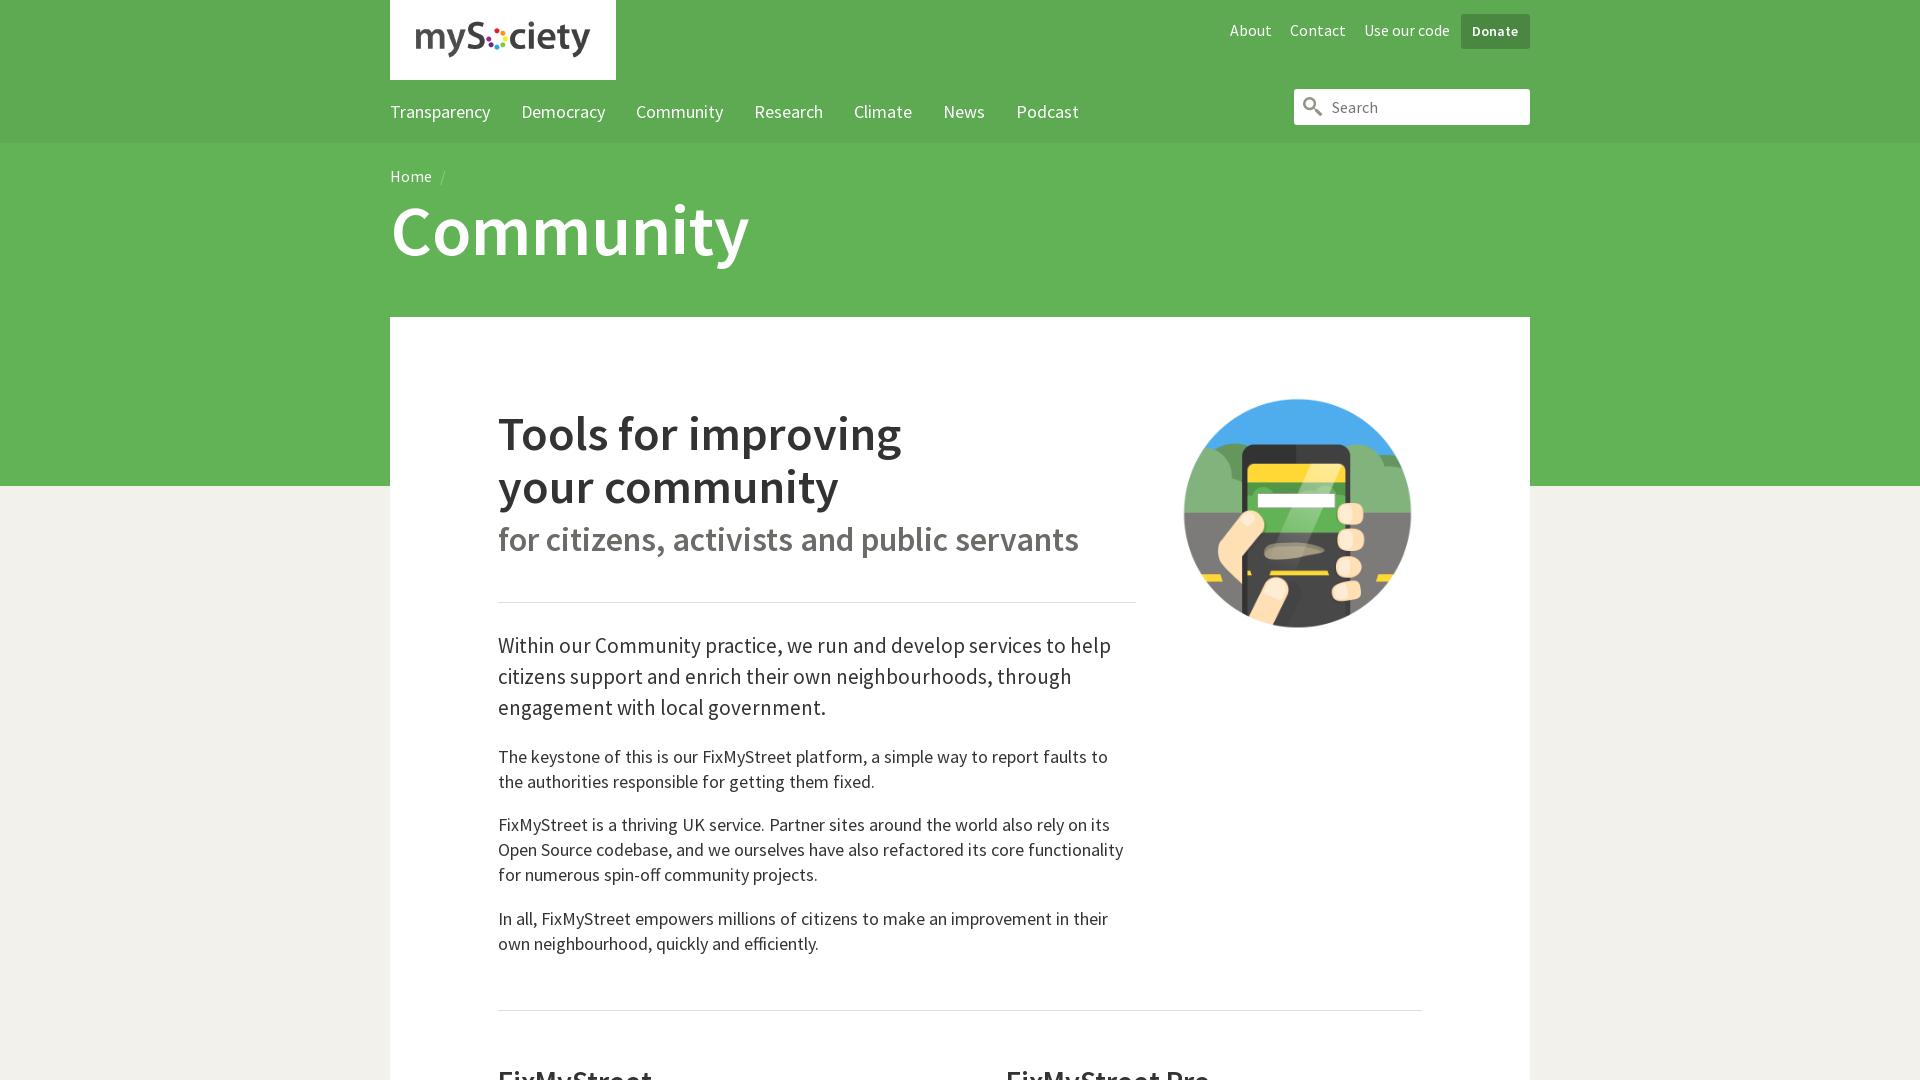 mySociety
About Contact Use our code Donate
Transparency Democracy Community Research Climate News Podcast
Search
Home /
Community
Tools for improving
your community
for citizens, activists and public servants
Within our Community practice, we run and develop services to help
citizens support and enrich their own neighbourhoods, through
engagement with local government.
The keystone of this is our FixMyStreet platform, a simple way to report faults to
the authorities responsible for getting them fixed.
FixMyStreet is a thriving UK service. Partner sites around the world also rely on its
Open Source codebase, and we ourselves have also refactored its core functionality
for numerous spin-off community projects.
In all, FixMyStreet empowers millions of citizens to make an improvement in their
own neighbourhood, quickly and efficiently.
FixMyStreet FixMyStreet Pro